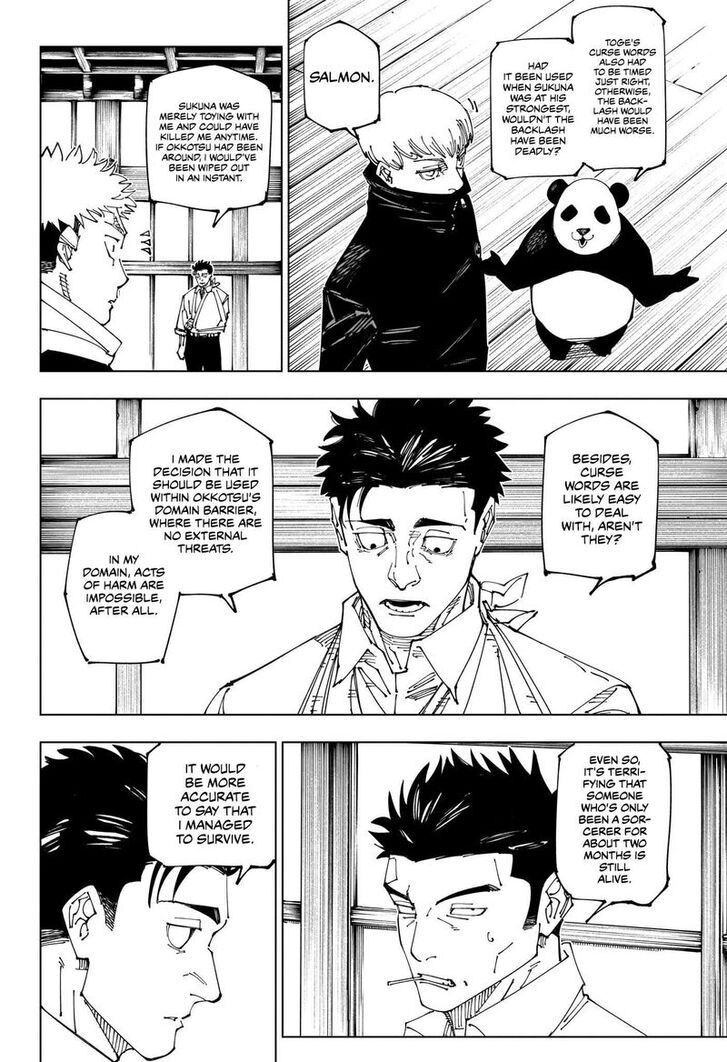 TOGE'S
CURSE WORDS
ALSO HAD
TO BE TIMED
JUST RIGHT,
OTHERWISE,
THE BACK-
LASH WOULD
HAVE BEEN
MUCH WORSE.
HAD
IT BEEN USED
WHEN SUKUNA
WAS AT HIS
STRONGEST,
WOULDN'T THE
BACKLASH
HAVE BEEN
DEADLY?
SALMON.
SUKUNA WAS
MERELY TOYING WITH
ME AND COULD HAVE
KILLED ME ANYTIME.
IF OKKOTSU HAD BEEN
AROUND, I WOULD'VE
BEEN WIPED OUT
IN AN INSTANT.
BESIDES,
CURSE
WORDS ARE
LIKELY EASY
TO DEAL
WITH, AREN'T
THEY?
I MADE THE
DECISION THAT IT
SHOULD BE USED
WITHIN OKKOTSU'S
DOMAIN BARRIER,
WHERE THERE ARE
NO EXTERNAL
THREATS.
IN MY
DOMAIN, ACTS
OF HARM ARE
IMPOSSIBLE,
AFTER ALL.
EVEN SO,
IT'S TERRI-
FYING THAT
SOMEONE
WHO'S ONLY
BEEN A SOR-
CERER FOR
ABOUT TWO
MONTHS IS
STILL
ALIVE.
IT WOULD
BE MORE
ACCURATE
TO SAY THAT
I MANAGED
TO SURVIVE.